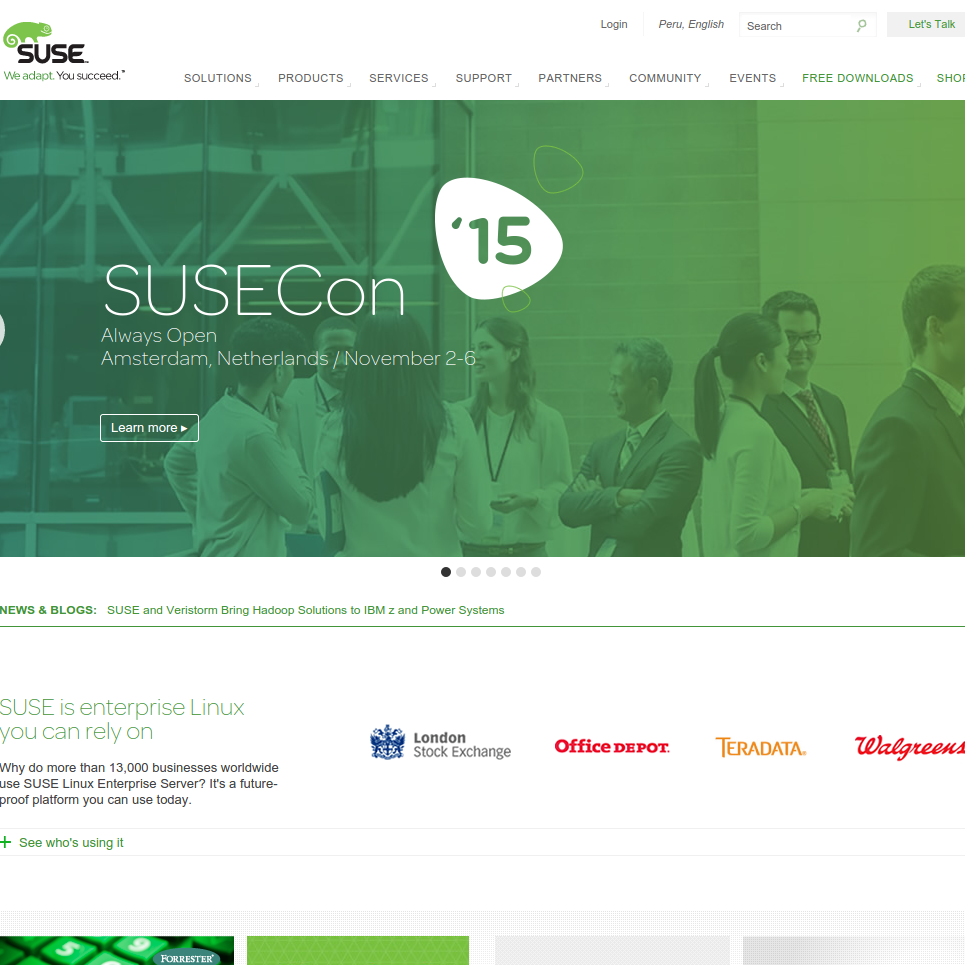 Login
Peru, English
Search
Let's Talk
SUSE
We adapt. You succeed.
SOLUTIONS
PRODUCTS
SERVICES
SUPPORT
PARTNERS
COMMUNITY
EVENTS
FREE DOWNLOADS
'15
SUSECon
Always Open
Amsterdam, Netherlands / November 2-6
Learn more ▸
NEWS & BLOGS: SUSE and Veristorm Bring Hadoop Solutions to IBM z and Power Systems
SUSE is enterprise Linux
you can rely on
London
Stock Exchange
Office DEPOT.
TERADATA.
Walgreens
Why do more than 13,000 businesses worldwide
use SUSE Linux Enterprise Server? It's a future-
proof platform you can use today.
+ See who's using it
5
9
FORRESTER